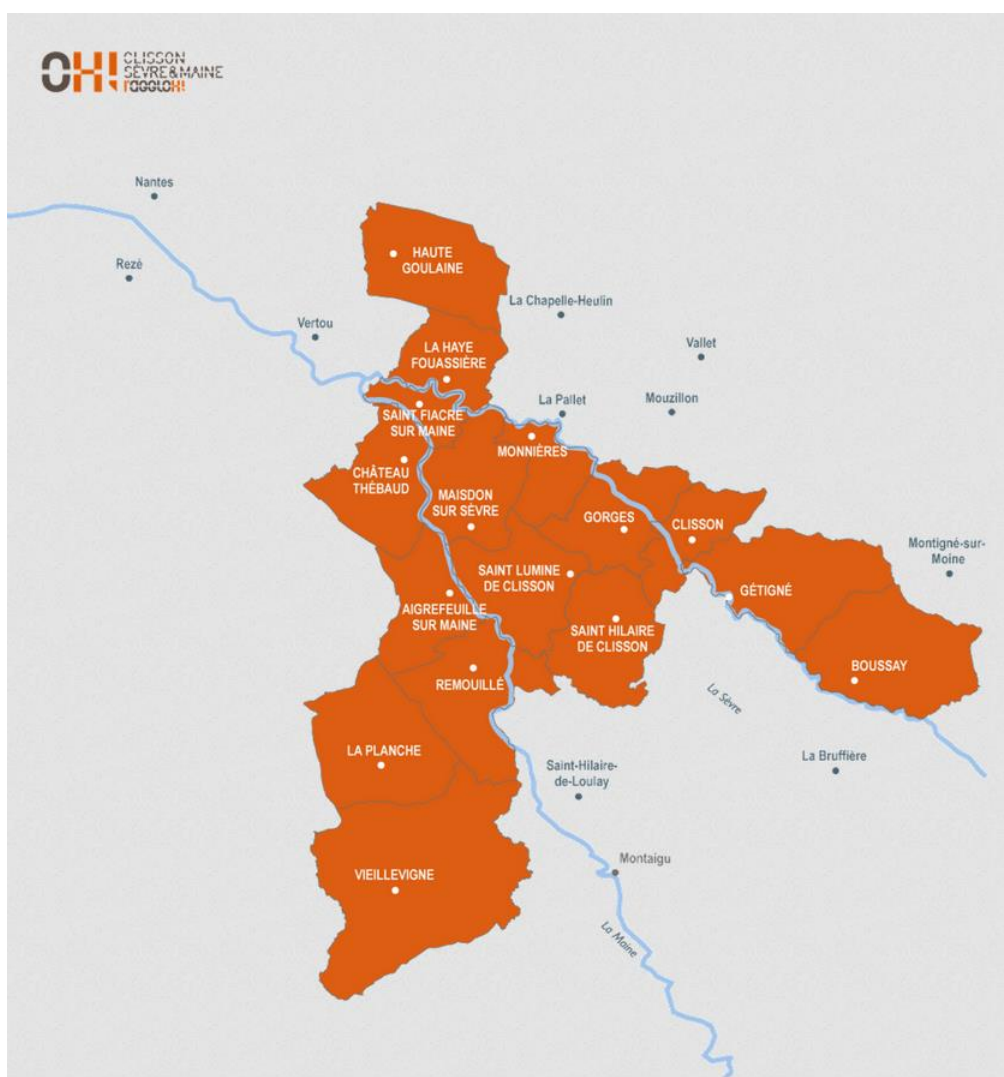 OH!
CLISSON
SÈVRE&MAINE
l'aggloH!
Nantes
HAUTE
GOULAINE
Rezé
La Chapelle-Heulin
Vertou
Vallet
LA HAYE
FOUASSIÈRE
La Pallet
Mouzillon
SAINT FIACRE
SUR MAINE
MONNIÈRES
CHÂTEAU
THÉBAUD
MAISDON
SUR SÈVRE
GORGES
CLISSON
Montigné-sur-
Moine
SAINT LUMINE
DE CLISSON
GÉTIGNÉ
AIGREFEUILLE
SUR MAINE
SAINT HILAIRE
DE CLISSON
BOUSSAY
REMOUILLÉ
La Sèvre
LA PLANCHE
Saint-Hilaire-
de-Loulay
La Bruffière
Montaigu
VIEILLEVIGNE
La Maine